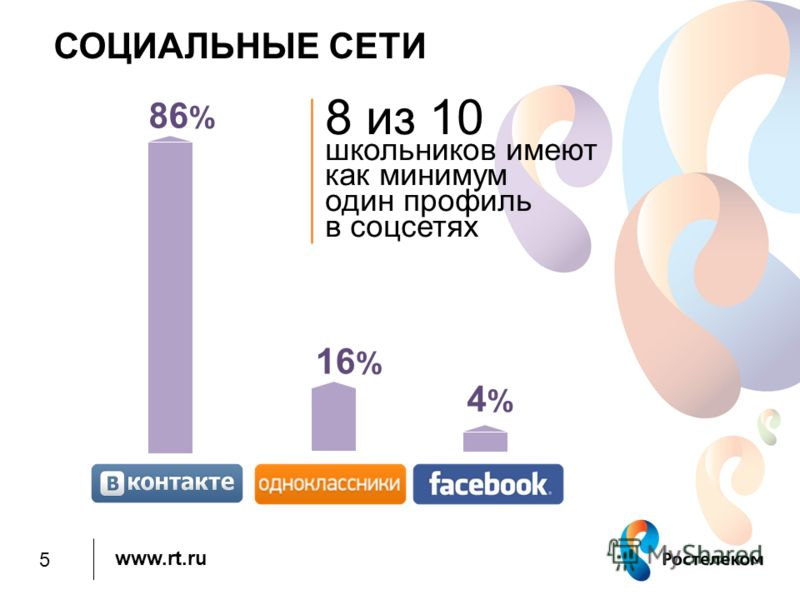 СОЦИАЛЬНЫЕ СЕТИ
86%
8 из 10
школьников имеют
как минимум
один профиль
в соцсетях
16%
4%
В контакте
одноклассники
facebook
5
www.rt.ru
MyShared
Ростелеком